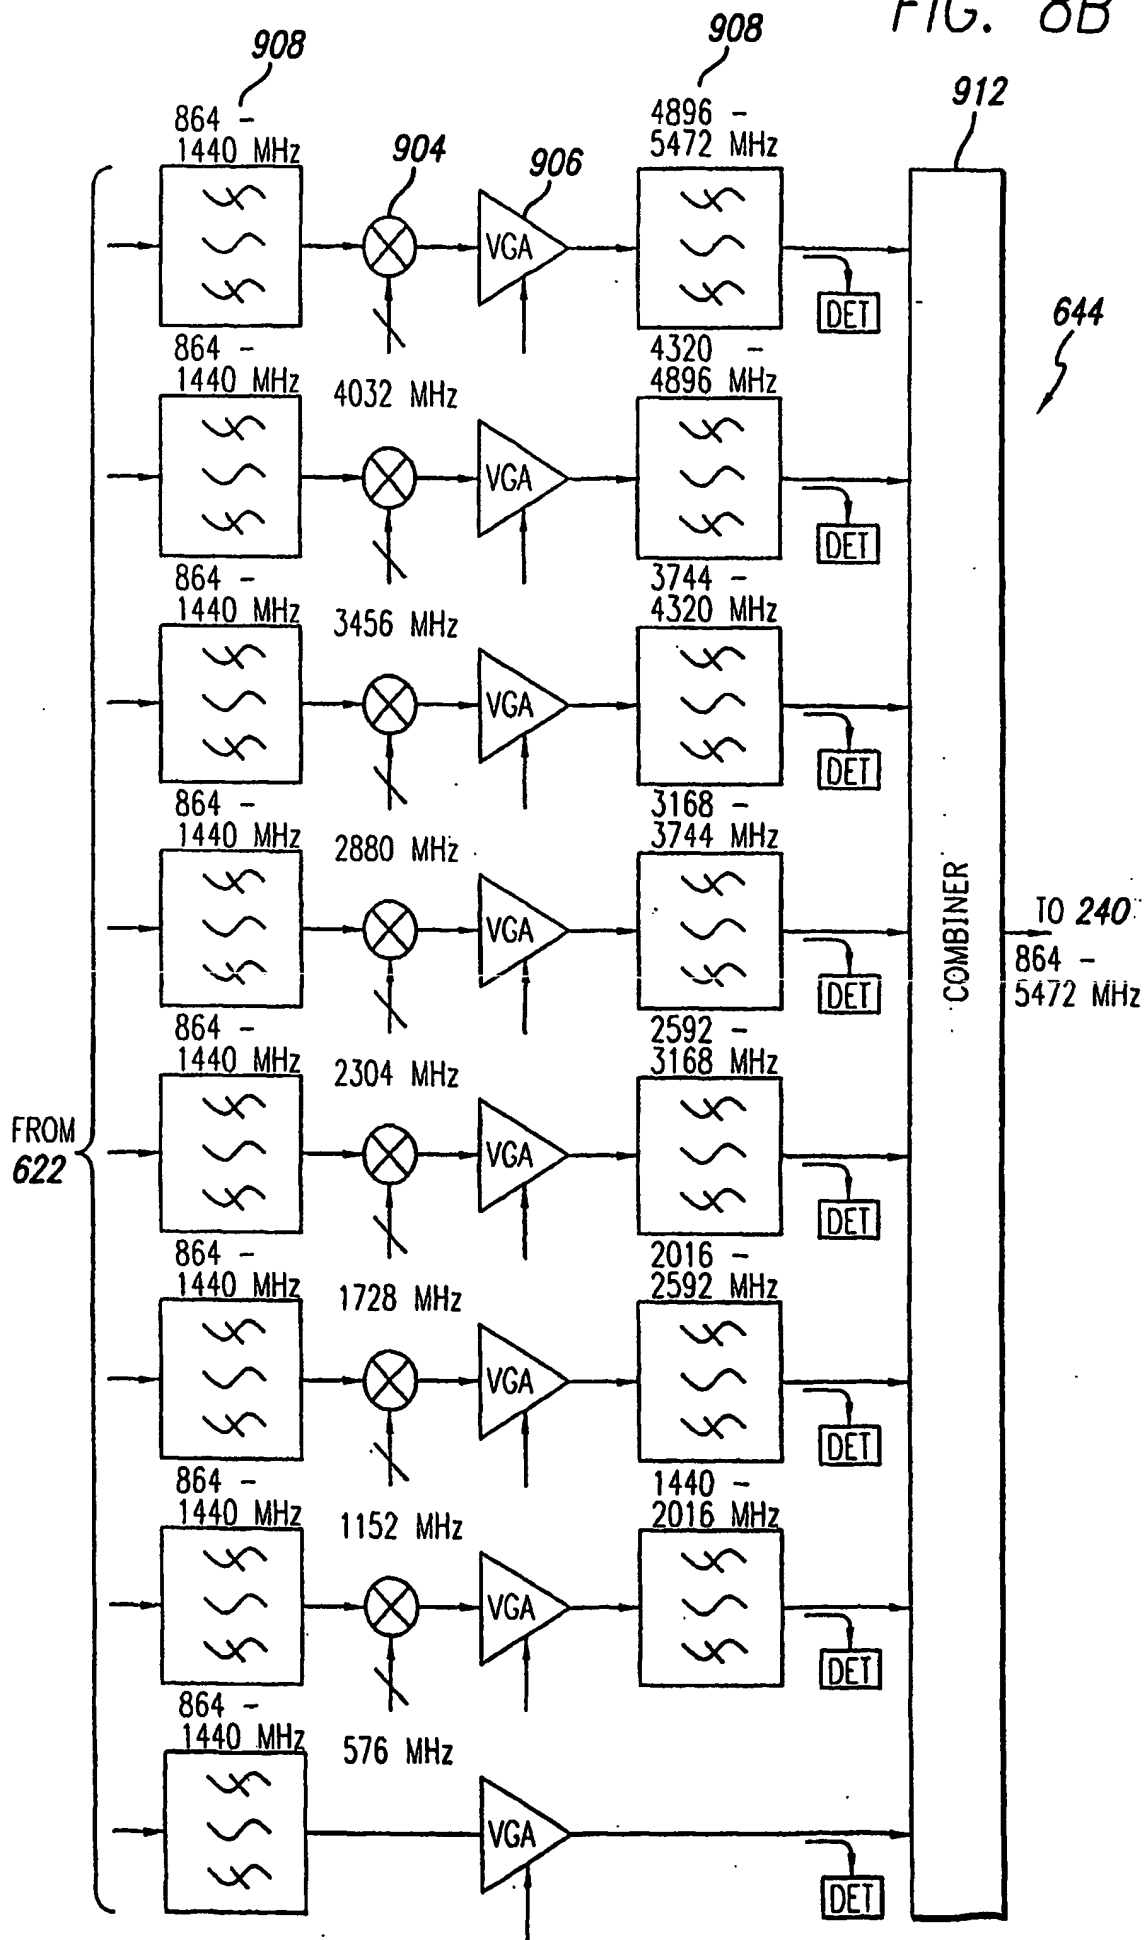 FIG. 8B
908
908
912
864 -
1440 MHz
904
906
4896 -
5472 MHz
VGA
DET
644
864 -
1440 MHz
4032 MHz
4320 -
4896 MHz
VGA
DET
864 -
1440 MHz
3456 MHz
3744 -
4320 MHz
VGA
DET
864 -
1440 MHz
2880 MHz
3168 -
3744 MHz
VGA
DET
COMBINER
TO 240
864 -
5472 MHz
864 -
1440 MHz
2304 MHz
2592 -
3168 MHz
FROM
622
VGA
DET
864 -
1440 MHz
1728 MHz
2016 -
2592 MHz
VGA
DET
864 -
1440 MHz
1152 MHz
1440 -
2016 MHz
VGA
DET
864 -
1440 MHz
576 MHz
VGA
DET